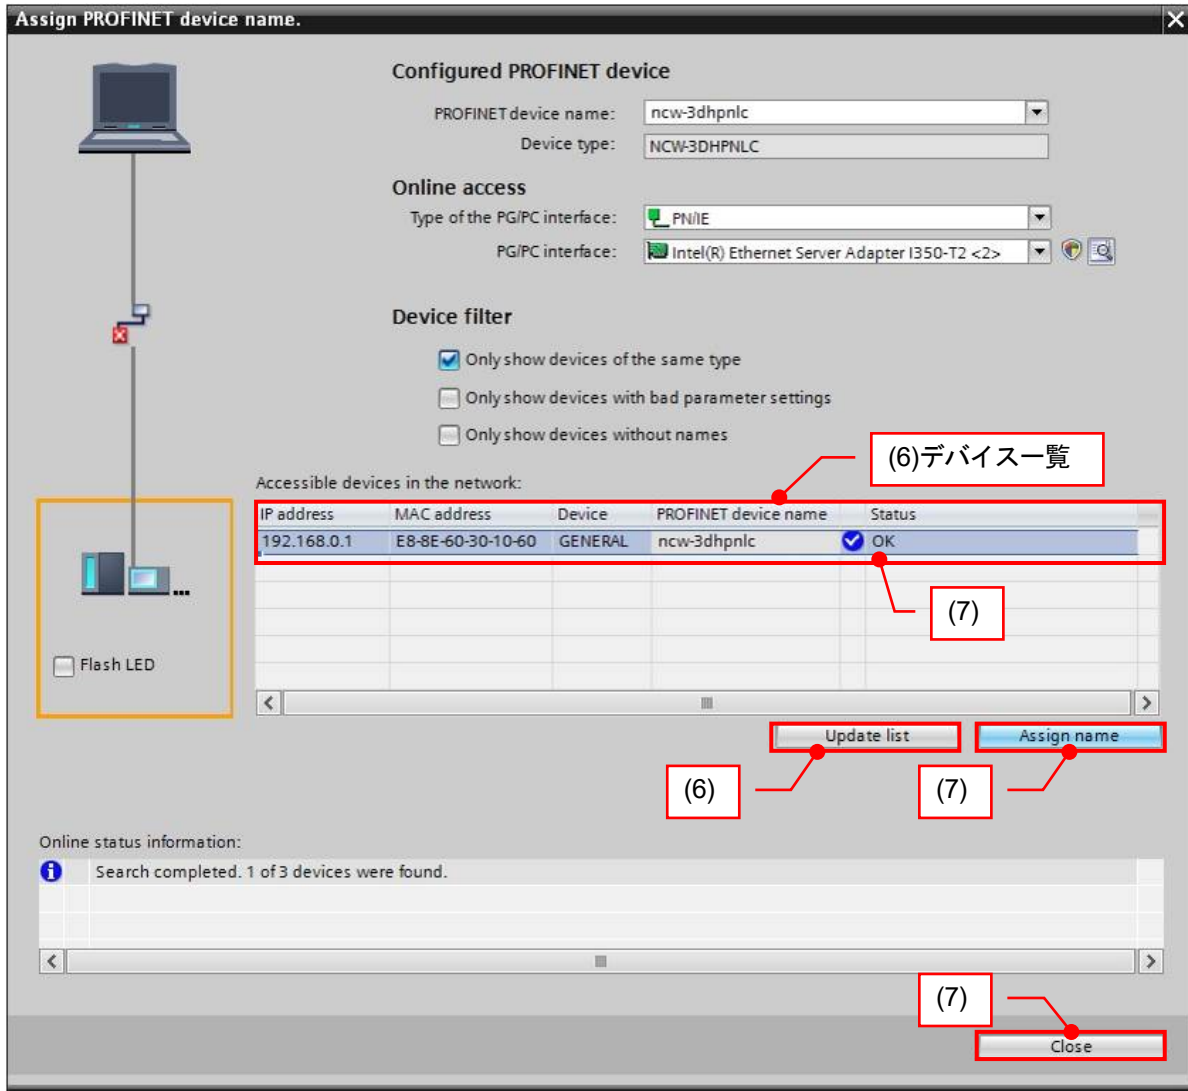 Assign PROFINET device name.
Configured PROFINET device
PROFINET device name:
ncw-3dhpnlc
Device type:
NCW-3DHPNLC
Online access
Type of the PG/PC interface:
PN/IE
PG/PC interface:
Intel(R) Ethernet Server Adapter I350-T2 <2>
Device filter
Only show devices of the same type
Only show devices with bad parameter settings
Only show devices without names
(6)デバイス一覧
Accessible devices in the network:
IP address MAC address Device PROFINET device name Status
192.168.0.1 E8-8E-60-30-10-60 GENERAL ncw-3dhpnlc OK
(7)
...
Flash LED
Update list
Assign name
(6)
(7)
Online status information:
Search completed. 1 of 3 devices were found.
(7)
Close